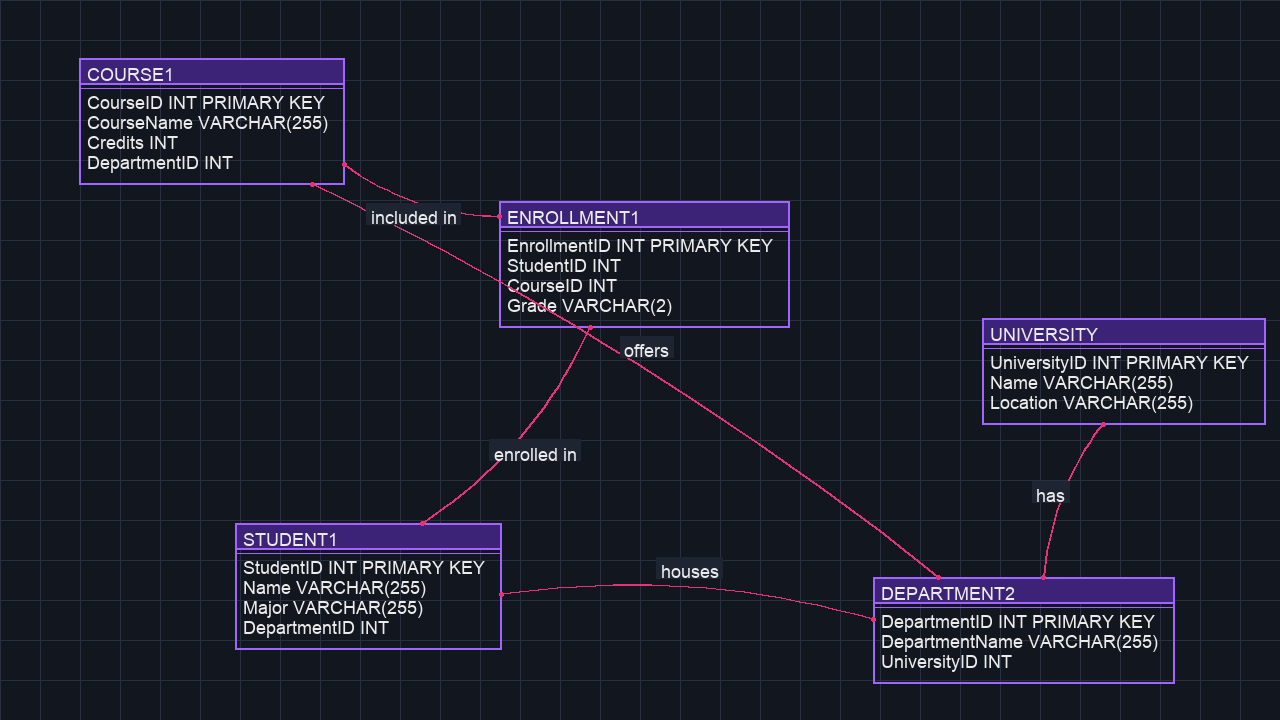 COURSE1
CourseID INT PRIMARY KEY
CourseName VARCHAR(255)
Credits INT
DepartmentID INT
included in
ENROLLMENT1
EnrollmentID INT PRIMARY KEY
StudentID INT
CourseID INT
Grade VARCHAR(2)
offers
UNIVERSITY
UniversityID INT PRIMARY KEY
Name VARCHAR(255)
Location VARCHAR(255)
enrolled in
has
STUDENT1
StudentID INT PRIMARY KEY
Name VARCHAR(255)
Major VARCHAR(255)
DepartmentID INT
houses
DEPARTMENT2
DepartmentID INT PRIMARY KEY
DepartmentName VARCHAR(255)
UniversityID INT